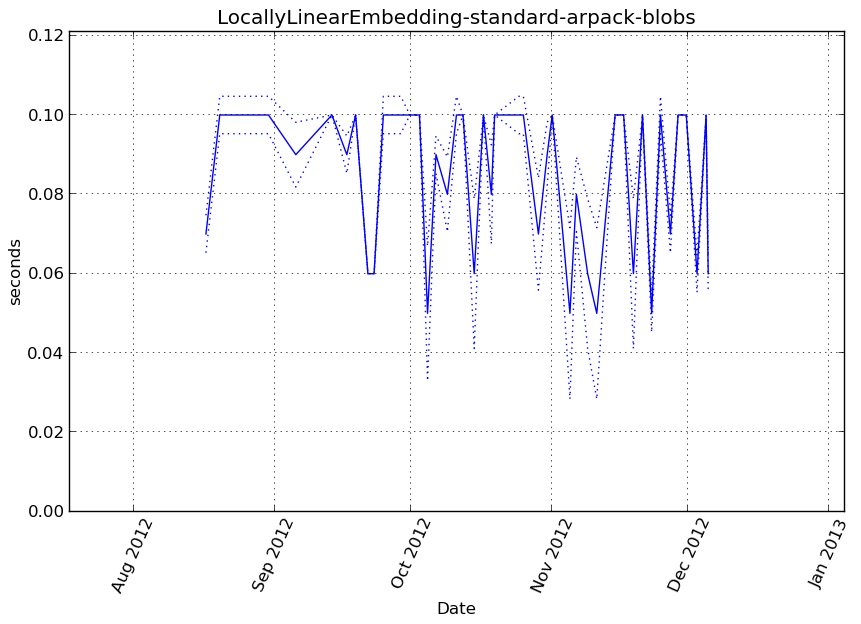 LocallyLinearEmbedding-standard-arpack-blobs
0.12
0.10
0.08
0.06
0.04
0.02
0.00
seconds
Aug 2012
Sep 2012
Oct 2012
Nov 2012
Dec 2012
Jan 2013
Date